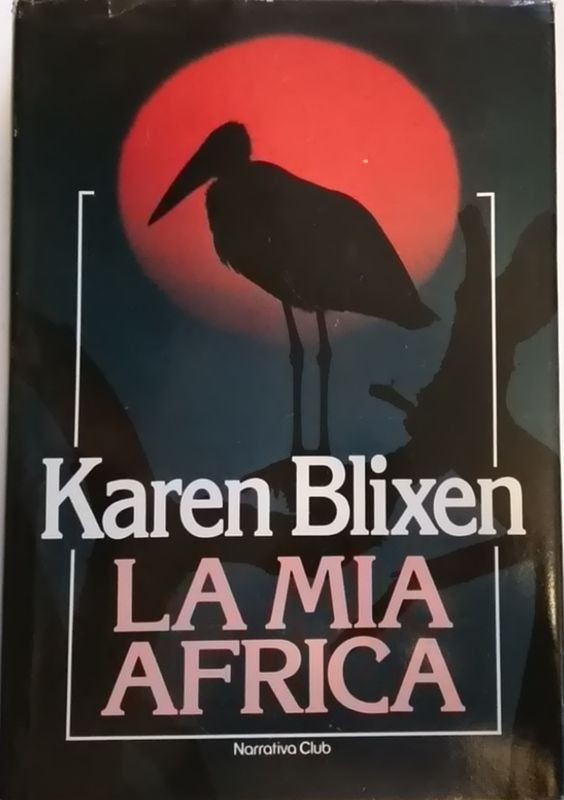 Karen Blixen
LA MIA
AFRICA
Narrativa Club